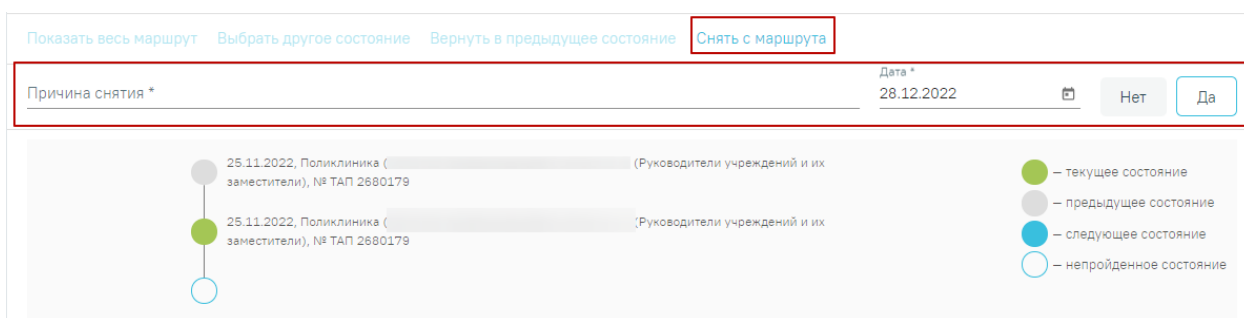 Показать весь маршрут Выбрать другое состояние Вернуть в предыдущее состояние Снять с маршрута
Дата *
Причина снятия * 28.12.2022 Нет Да
25.11.2022, Поликлиника ( (Руководители учреждений и их
заместители), № ТАП 2680179
25.11.2022, Поликлиника ( (Руководители учреждений и их
заместители), № ТАП 2680179
– текущее состояние
– предыдущее состояние
– следующее состояние
– непройденное состояние